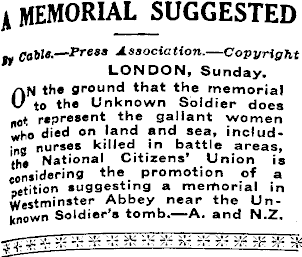 A MEMORIAL SUGGESTED
By Cable.—Press Association.—Copyright
LONDON, Sunday.
ON the ground that the memorial
to the Unknown Soldier does
not represent the gallant women
who died on land and sea, includ-
ing nurses killed in battle areas,
the National Citizens' Union is
considering the promotion of a
petition suggesting a memorial in
Westminster Abbey near the Un-
known Soldier's tomb.—A. and N.Z.